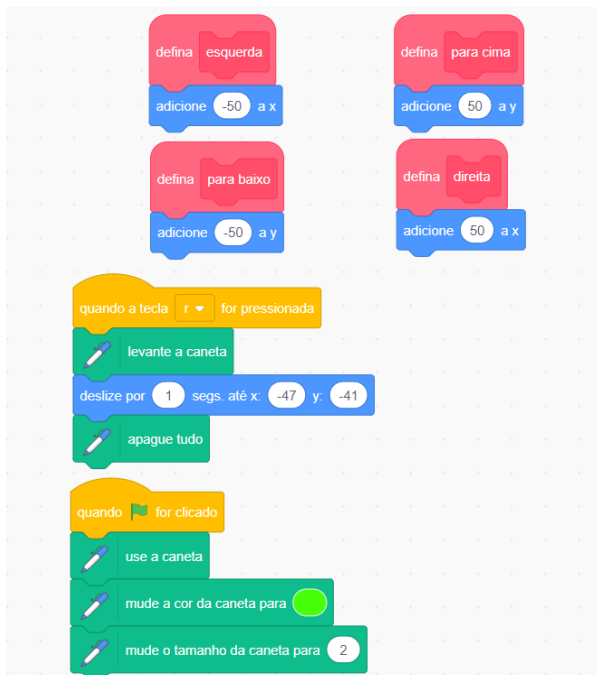 defina esquerda
adicione -50 a x
defina para cima
adicione 50 a y
defina para baixo
adicione -50 a y
defina direita
adicione 50 a x
quando a tecla r for pressionada
levante a caneta
deslize por 1 segs. até x: -47 y: -41
apague tudo
quando for clicado
use a caneta
mude a cor da caneta para
mude o tamanho da caneta para 2